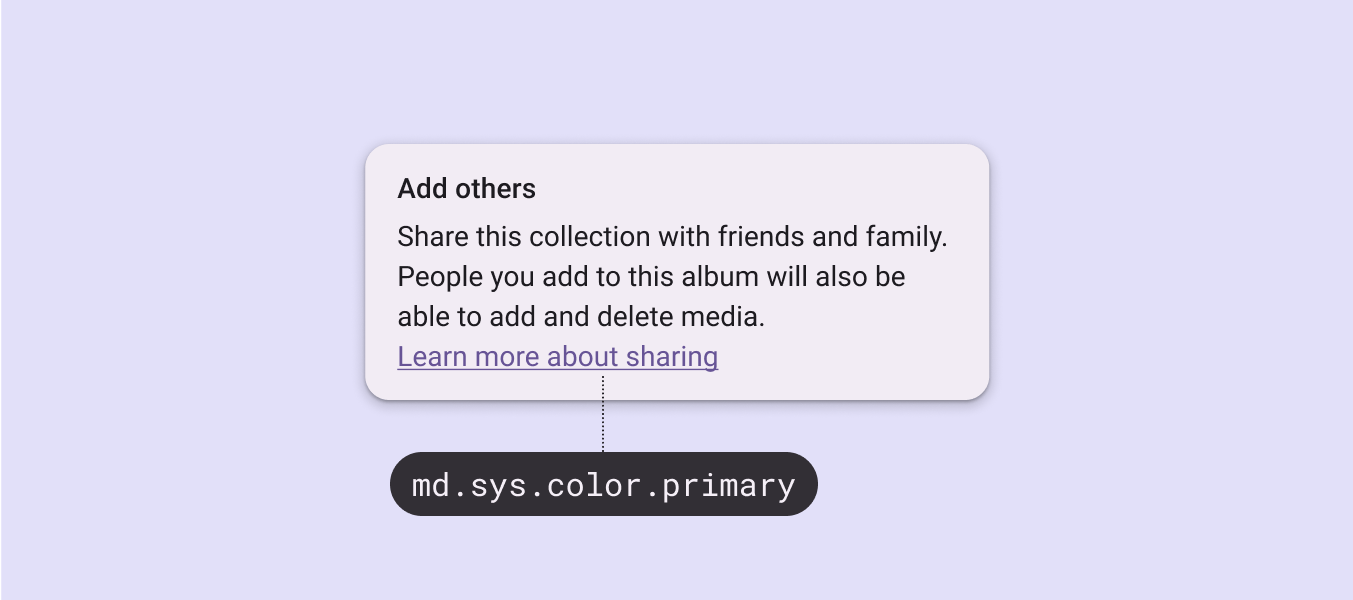 Add others
Share this collection with friends and family.
People you add to this album will also be
able to add and delete media.
Learn more about sharing
md.sys.color.primary